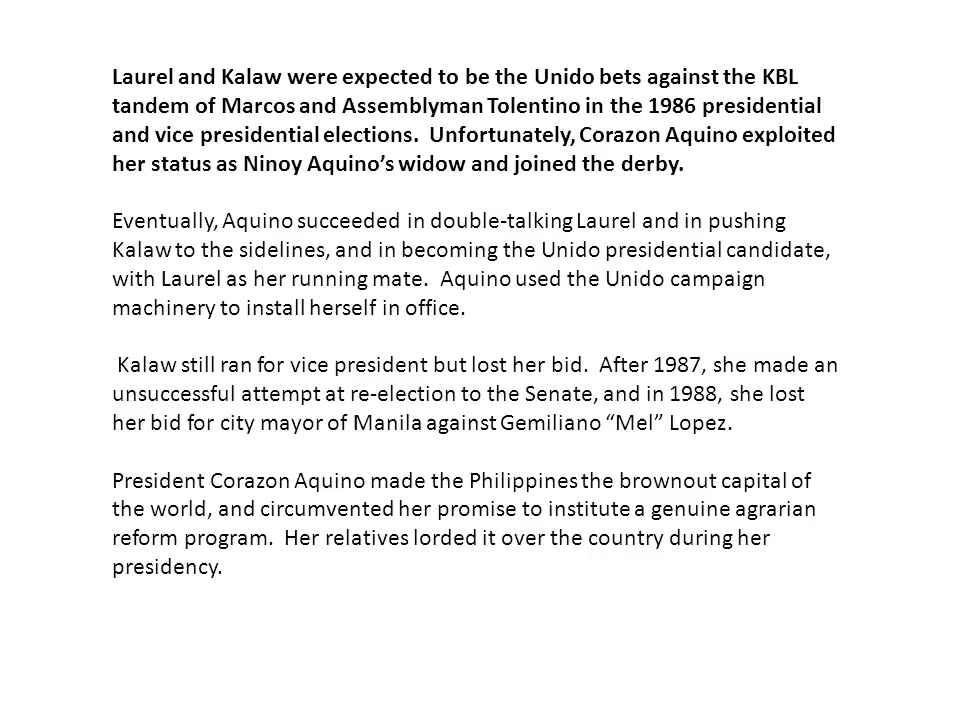 Laurel and Kalaw were expected to be the Unido bets against the KBL
tandem of Marcos and Assemblyman Tolentino in the 1986 presidential
and vice presidential elections.  Unfortunately, Corazon Aquino exploited
her status as Ninoy Aquino’s widow and joined the derby.
Eventually, Aquino succeeded in double-talking Laurel and in pushing
Kalaw to the sidelines, and in becoming the Unido presidential candidate,
with Laurel as her running mate.  Aquino used the Unido campaign
machinery to install herself in office.
Kalaw still ran for vice president but lost her bid.  After 1987, she made an
unsuccessful attempt at re-election to the Senate, and in 1988, she lost
her bid for city mayor of Manila against Gemiliano “Mel” Lopez.
President Corazon Aquino made the Philippines the brownout capital of
the world, and circumvented her promise to institute a genuine agrarian
reform program.  Her relatives lorded it over the country during her
presidency.